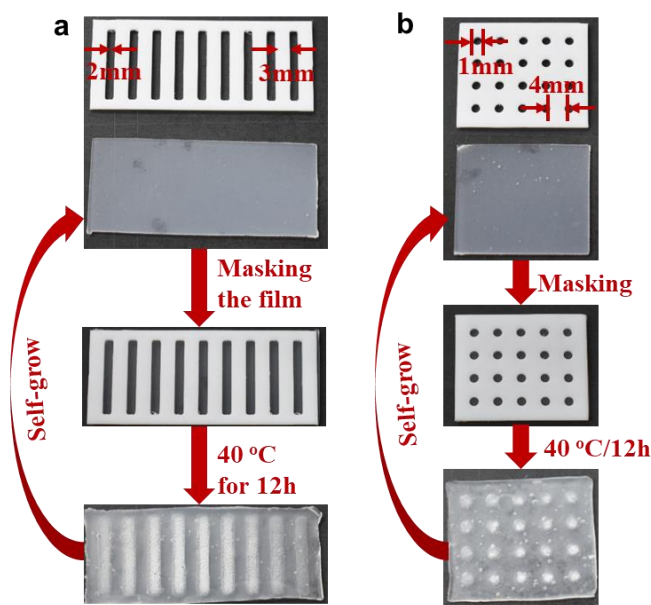 a
2mm
3mm
Masking
the film
Self-grow
40 °C
for 12h
b
1mm
4mm
Masking
Self-grow
40 °C/12h